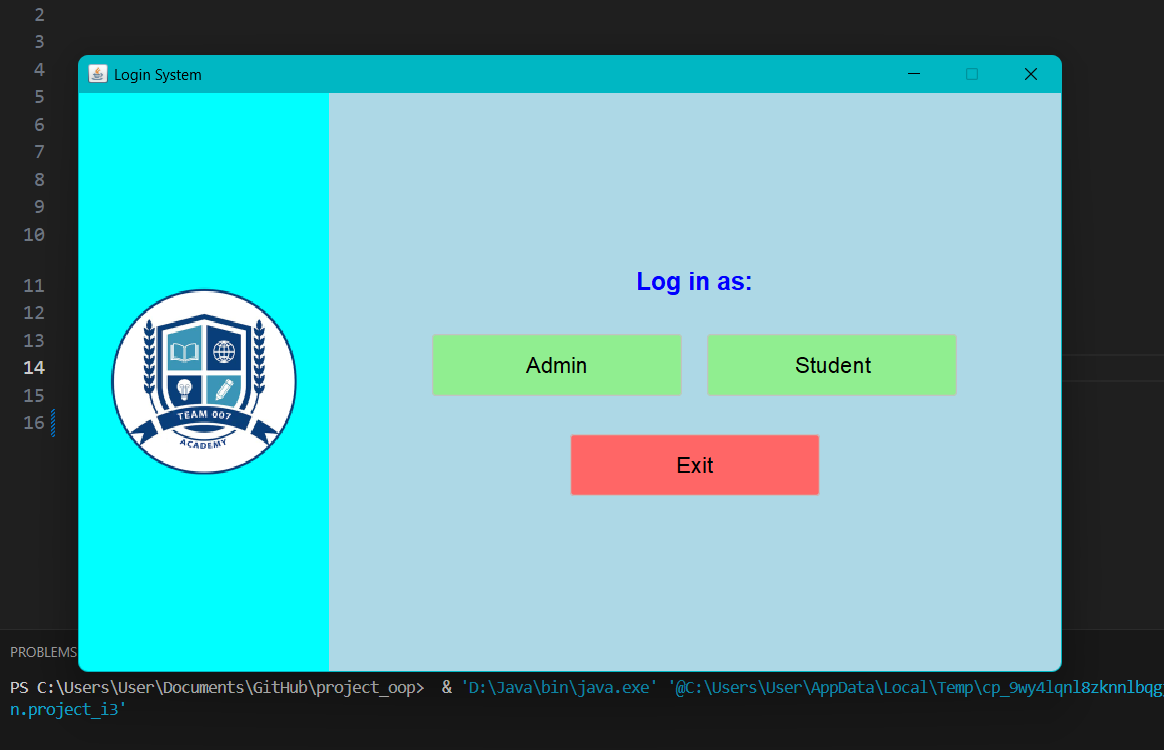 2
3
4
5
6
7
8
9
10
11
12
13
14
15
16
Login System
Log in as:
Admin
Student
Exit
TEAM 007
ACADEMY
PROBLEMS
PS C:\Users\User\Documents\GitHub\project_oop> & 'D:\Java\bin\java.exe' '@C:\Users\User\AppData\Local\Temp\cp_9wy4lqnl8zknnlbqg
n.project_i3'